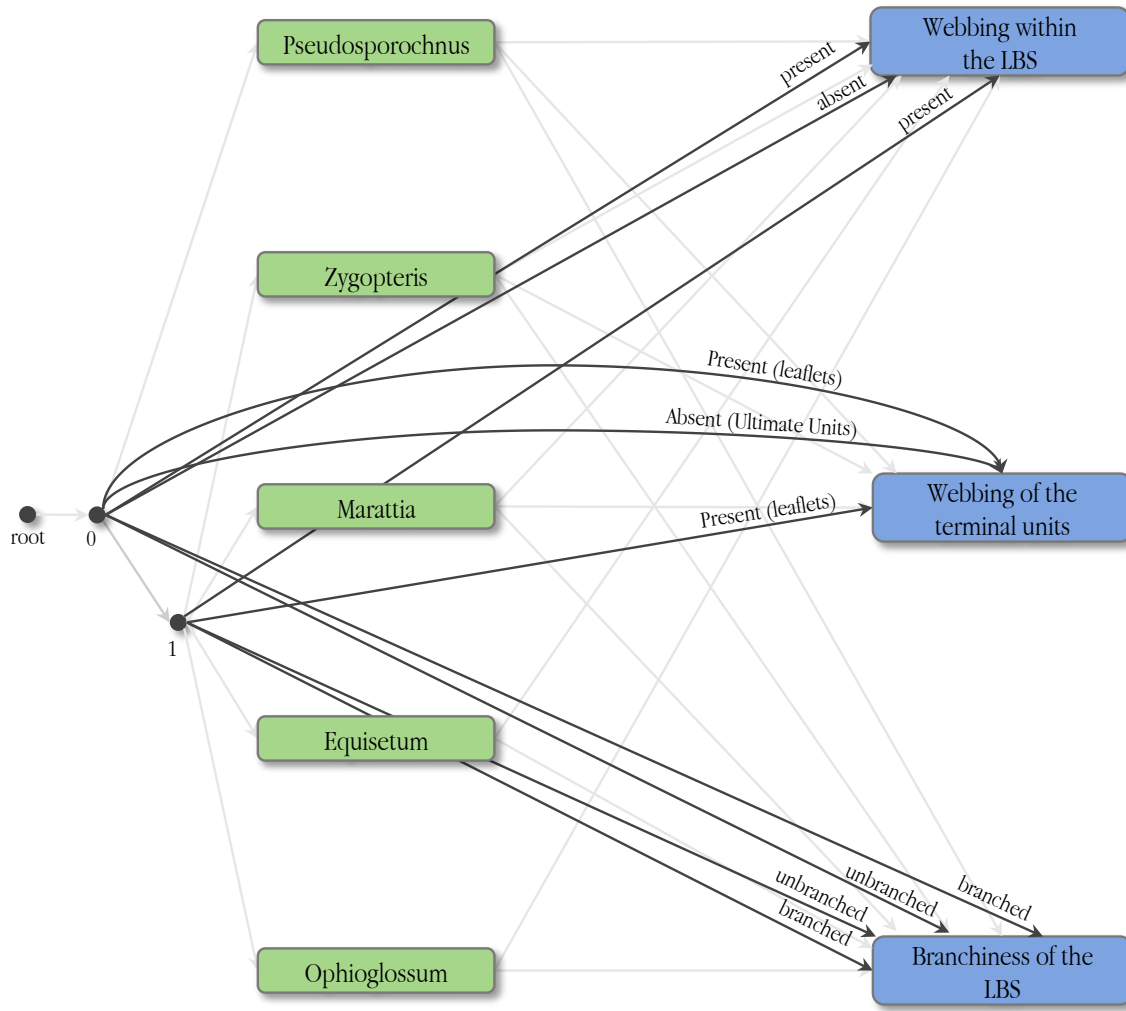 Pseudosporochnus
Webbing within
the LBS
present
absent
present
Zygopteris
Present (leaflets)
Absent (Ultimate Units)
Marattia
Present (leaflets)
Webbing of the
terminal units
root
0
1
Equisetum
unbranched
branched
unbranched
branched
Ophioglossum
Branchiness of the
LBS